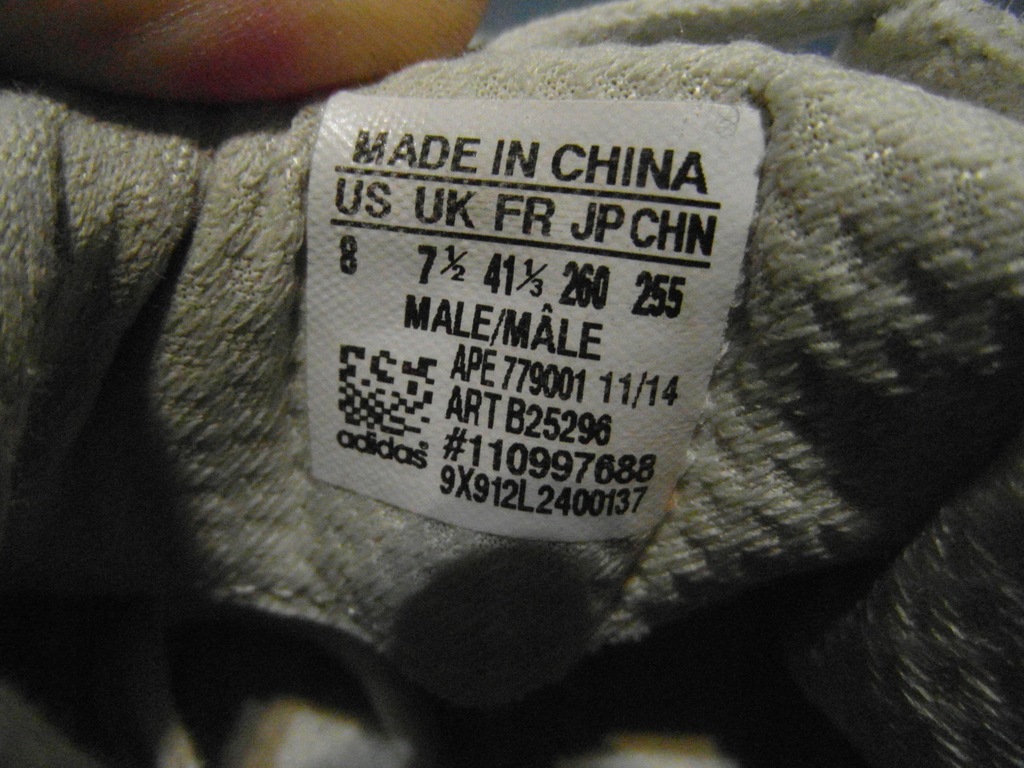 MADE IN CHINA
US UK FR JP CHN
8 7½ 41⅓ 260 255
MALE/MÂLE
APE 779001 11/14
ART B25296
#110997688
adidas®
9X912L2400137